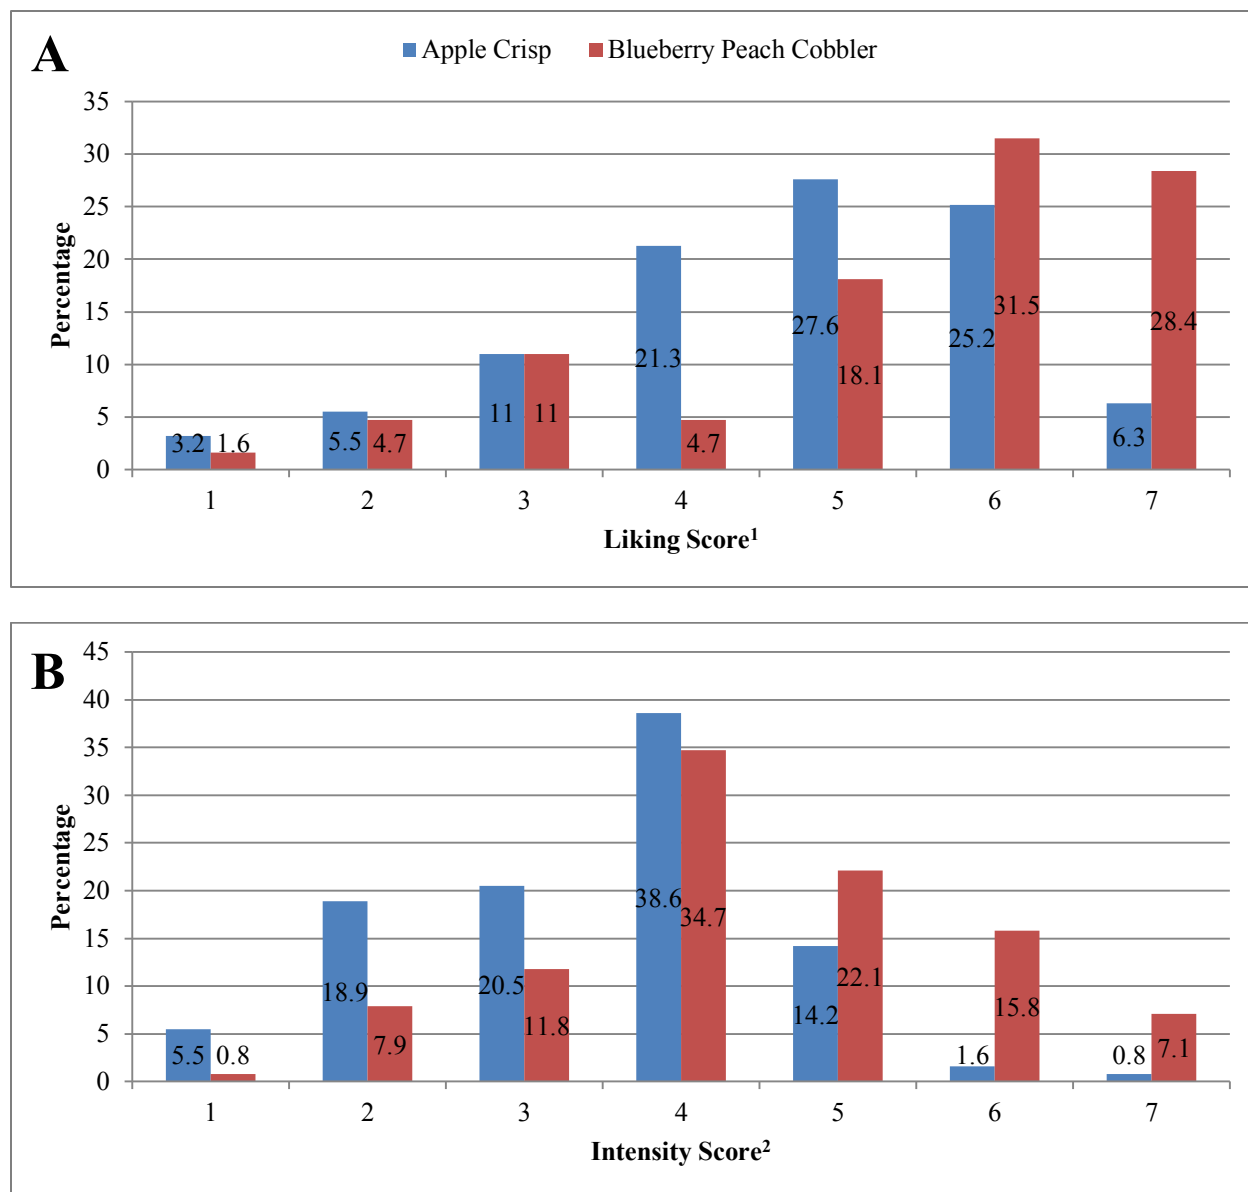 A
Apple Crisp Blueberry Peach Cobbler
35
30
25
20
15
10
5
0
Percentage
3.2 1.6 5.5 4.7 11 11 21.3 4.7 27.6 18.1 25.2 31.5 6.3 28.4
1 2 3 4 5 6 7
Liking Score¹
B
45
40
35
30
25
20
15
10
5
0
Percentage
5.5 0.8 18.9 7.9 20.5 11.8 38.6 34.7 14.2 22.1 1.6 15.8 0.8 7.1
1 2 3 4 5 6 7
Intensity Score²